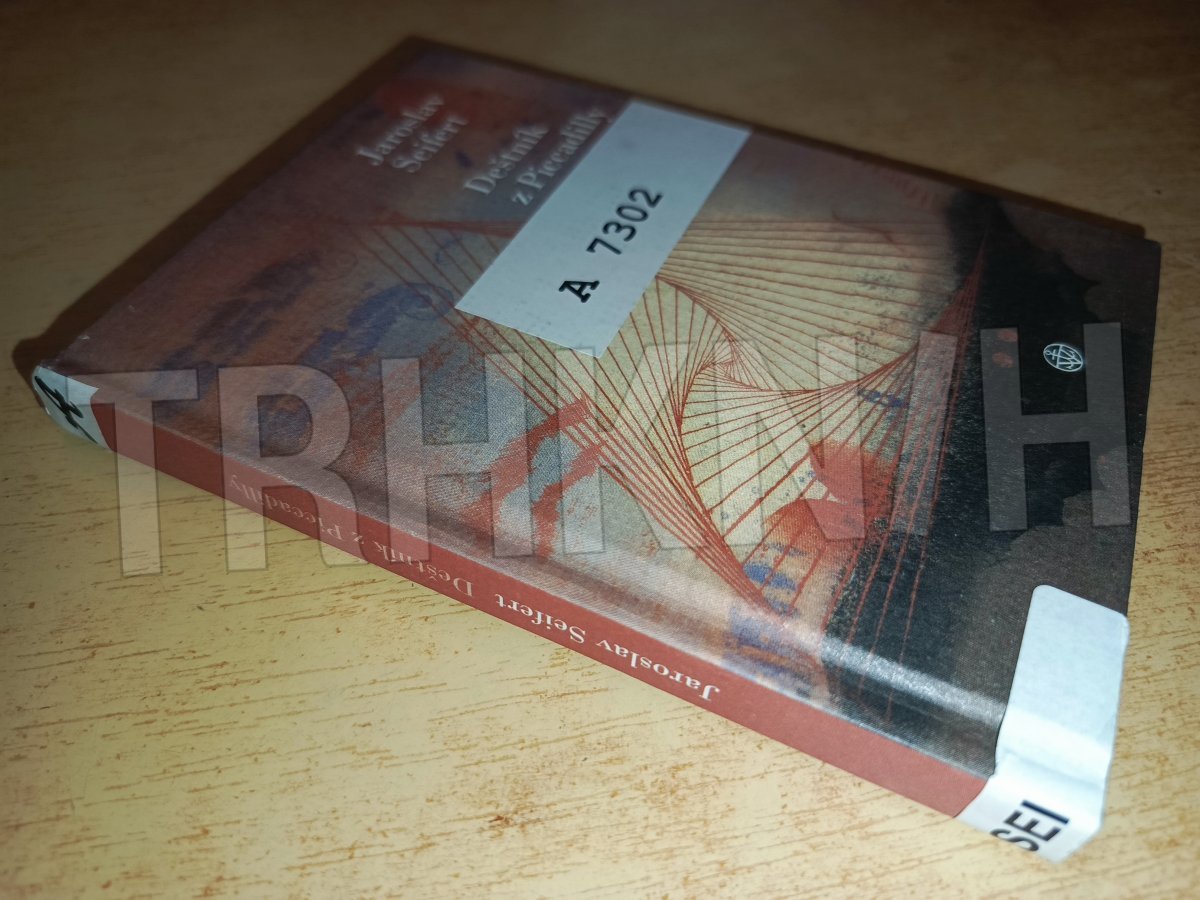 Jaroslav
Seifert
Deštník
z Piccadilly
A 7302
TRHKNIH
Jaroslav Seifert Deštník z Piccadilly
SEI